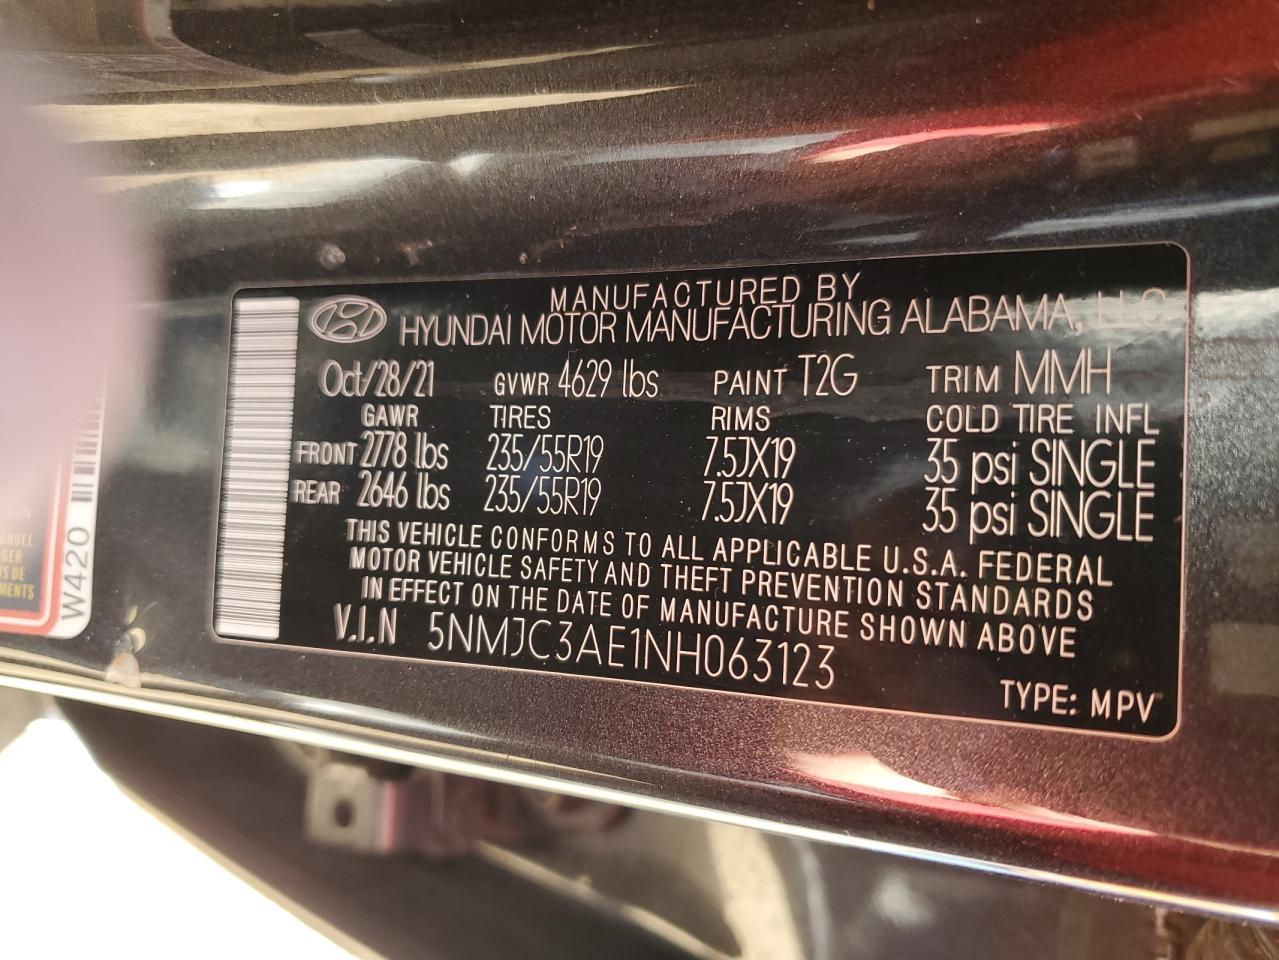 MANUFACTURED BY
HYUNDAI MOTOR MANUFACTURING ALABAMA, LLC
Oct/28/21 GVWR 4629 lbs PAINT T2G TRIM MMH
GAWR TIRES RIMS COLD TIRE INFL
FRONT 2778 lbs 235/55R19 7.5JX19 35 psi SINGLE
REAR 2646 lbs 235/55R19 7.5JX19 35 psi SINGLE
THIS VEHICLE CONFORMS TO ALL APPLICABLE U.S.A. FEDERAL
MOTOR VEHICLE SAFETY AND THEFT PREVENTION STANDARDS
IN EFFECT ON THE DATE OF MANUFACTURE SHOWN ABOVE
V.I.N 5NMJC3AE1NH063123
TYPE: MPV
W420